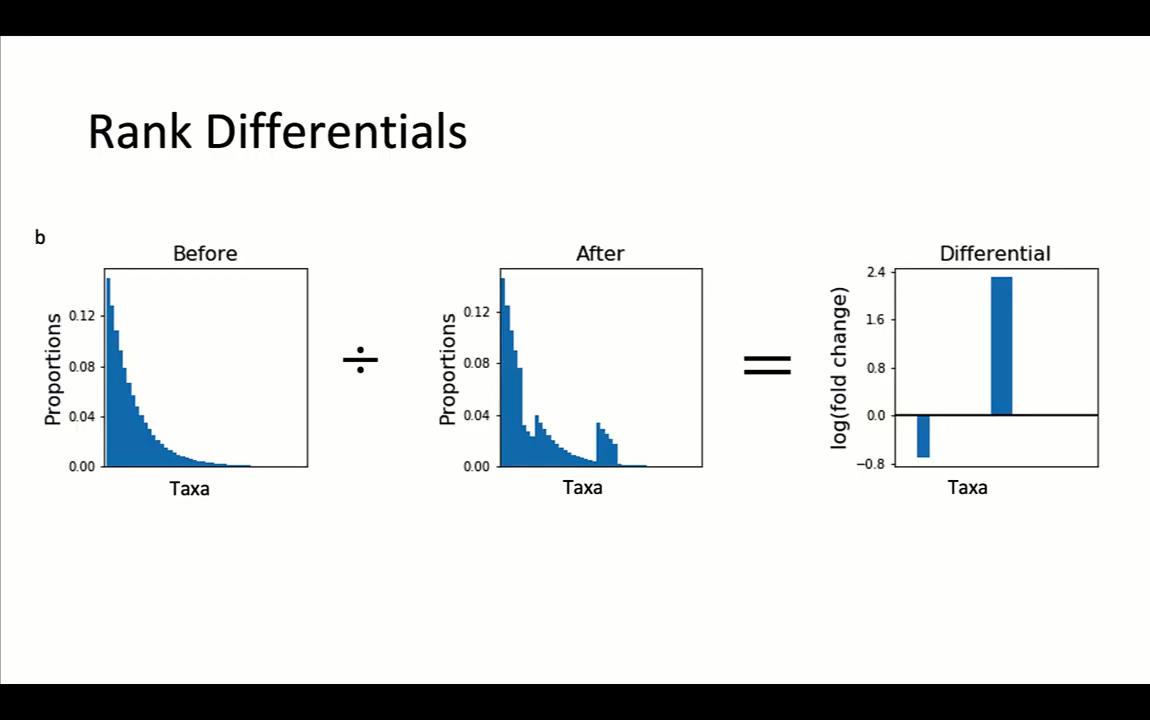 Rank Differentials
b
Before
Proportions
0.12
0.08
0.04
0.00
Taxa
÷
After
Proportions
0.12
0.08
0.04
0.00
Taxa
=
Differential
log(fold change)
2.4
1.6
0.8
0.0
−0.8
Taxa